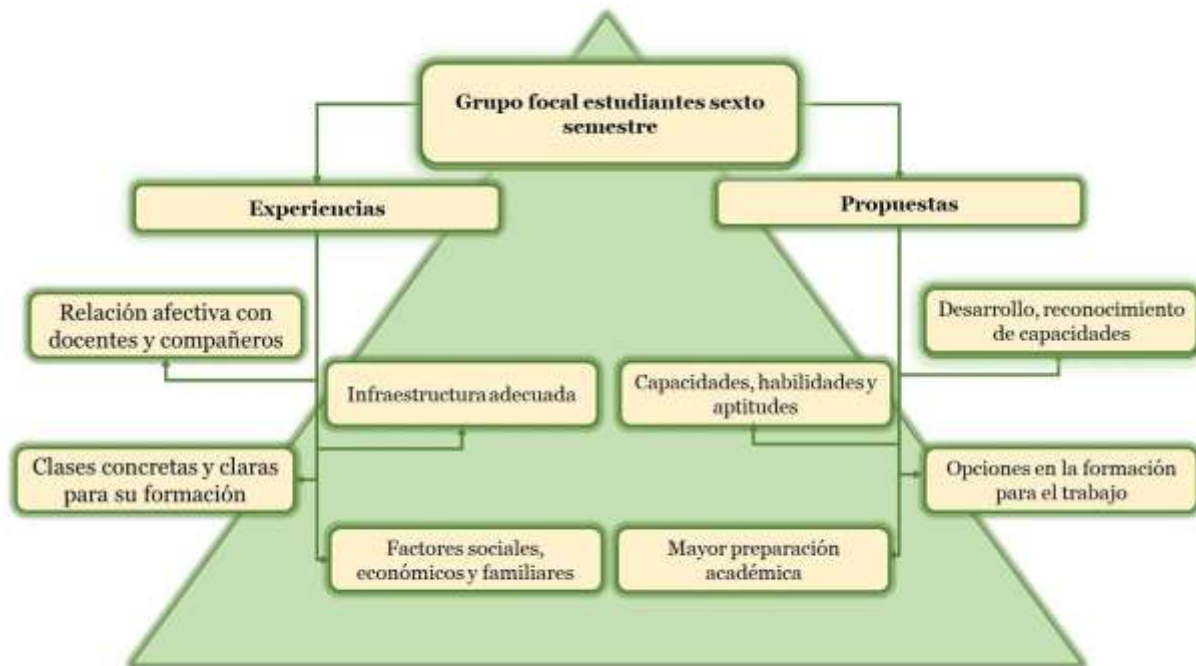 Grupo focal estudiantes sexto
semestre
Experiencias
Propuestas
Relación afectiva con
docentes y compañeros
Desarrollo, reconocimiento
de capacidades
Infraestructura adecuada
Capacidades, habilidades y
aptitudes
Clases concretas y claras
para su formación
Opciones en la formación
para el trabajo
Factores sociales,
económicos y familiares
Mayor preparación
académica